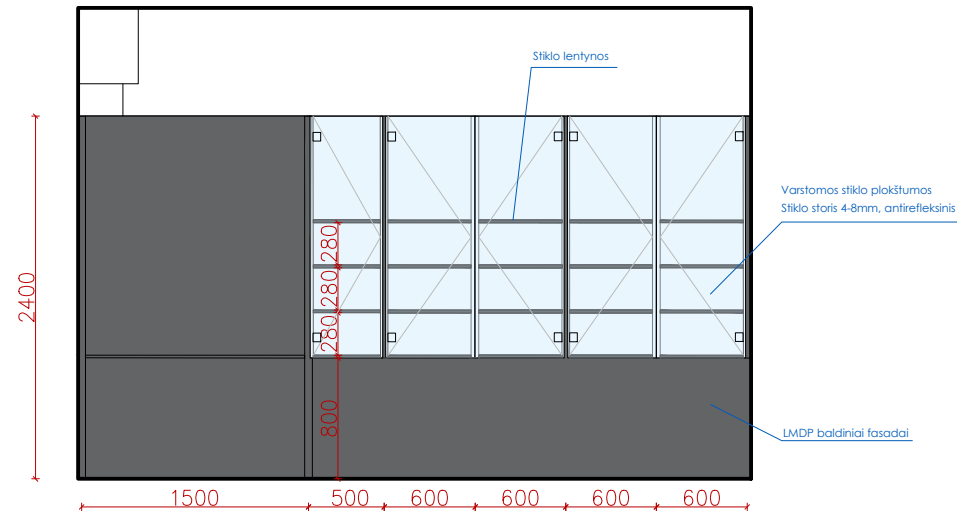 Stiklo lentynos
Varstomos stiklo plokštumos
Stiklo storis 4-8mm, antirefleksinis
2400
280
280
280
800
LMDP baldiniai fasadai
1500 500 600 600 600 600